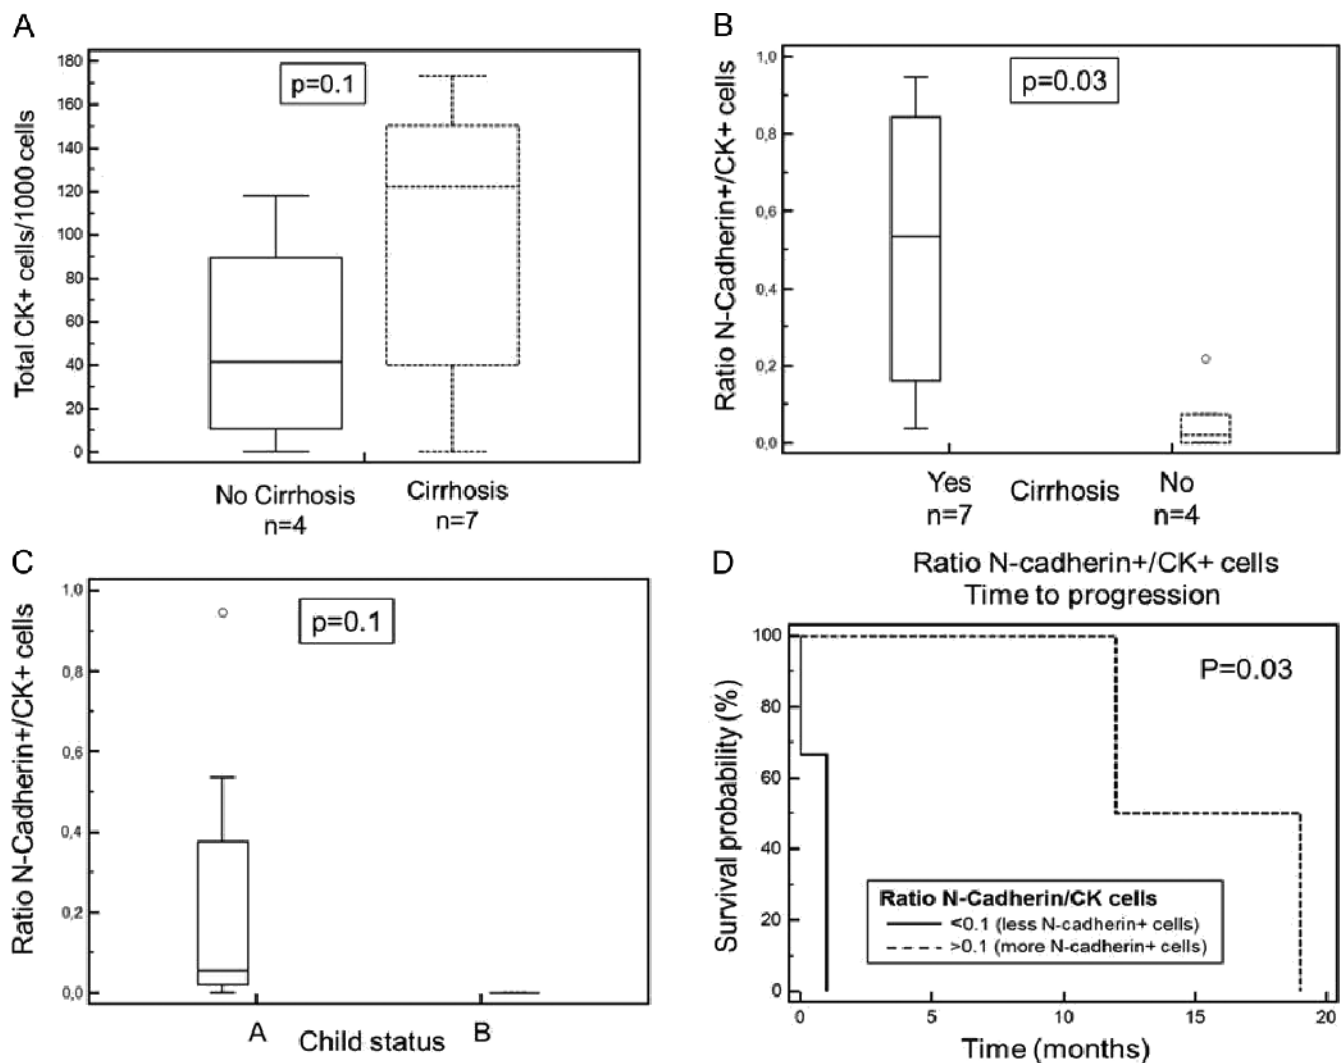 A
p=0.1
Total CK+ cells/1000 cells
180
160
140
120
100
80
60
40
20
0
No Cirrhosis
n=4
Cirrhosis
n=7
B
p=0.03
Ratio N-Cadherin+/CK+ cells
1,0
0,8
0,6
0,4
0,2
0,0
Yes
n=7
Cirrhosis
No
n=4
C
p=0.1
Ratio N-Cadherin+/CK+ cells
1,0
0,8
0,6
0,4
0,2
0,0
A
Child status
B
D
Ratio N-cadherin+/CK+ cells
Time to progression
P=0.03
Survival probability (%)
100
80
60
40
20
0
Ratio N-Cadherin/CK cells
<0.1 (less N-cadherin+ cells)
>0.1 (more N-cadherin+ cells)
0
5
10
15
20
Time (months)